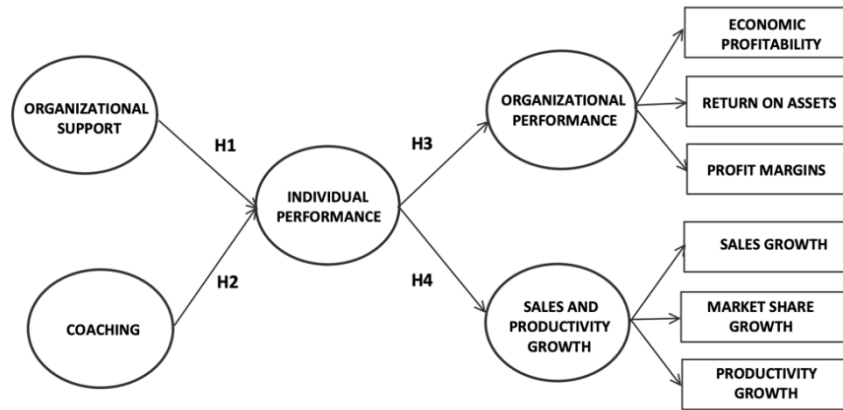 ORGANIZATIONAL
SUPPORT
H1
COACHING
H2
INDIVIDUAL
PERFORMANCE
H3
ORGANIZATIONAL
PERFORMANCE
ECONOMIC
PROFITABILITY
RETURN ON ASSETS
PROFIT MARGINS
H4
SALES AND
PRODUCTIVITY
GROWTH
SALES GROWTH
MARKET SHARE
GROWTH
PRODUCTIVITY
GROWTH